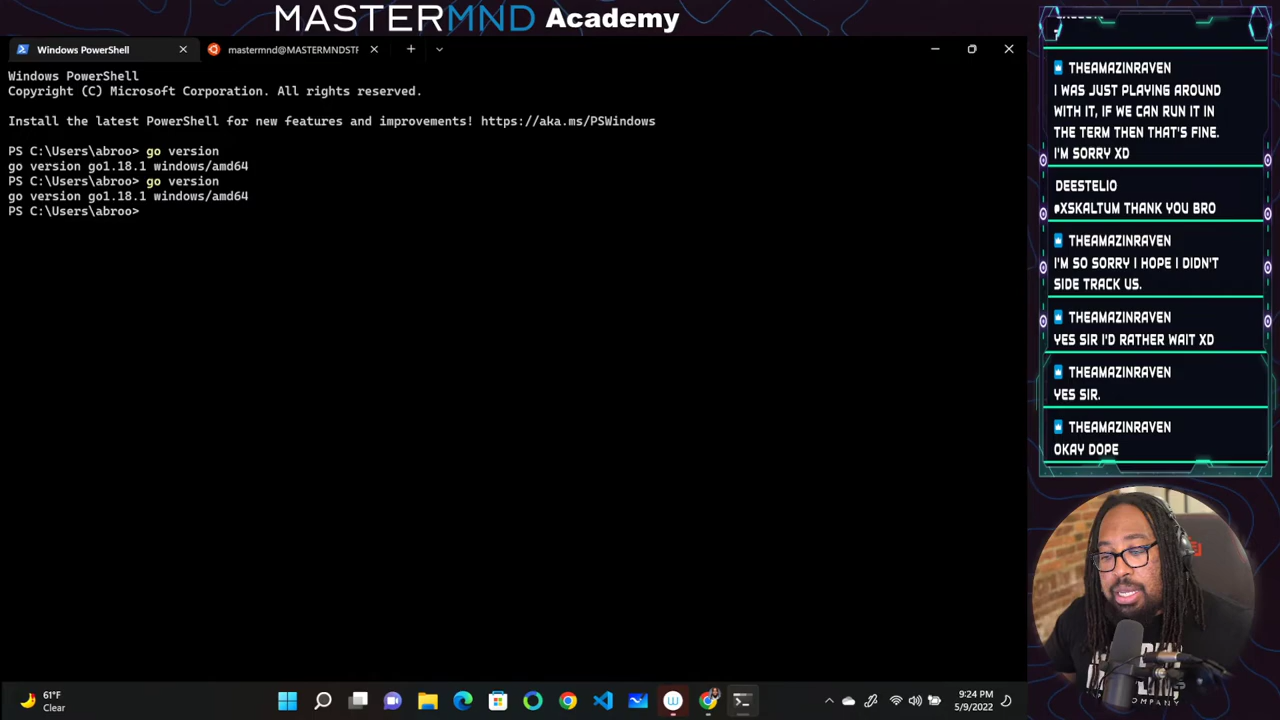 MASTERMND Academy
Windows PowerShell
mastermnd@MASTERMNDSTF
Windows PowerShell
Copyright (C) Microsoft Corporation. All rights reserved.
Install the latest PowerShell for new features and improvements! https://aka.ms/PSWindows
PS C:\Users\abroo> go version
go version go1.18.1 windows/amd64
PS C:\Users\abroo> go version
go version go1.18.1 windows/amd64
PS C:\Users\abroo>
THEAMAZINRAVEN
I WAS JUST PLAYING AROUND
WITH IT, IF WE CAN RUN IT IN
THE TERM THEN THAT'S FINE.
I'M SORRY XD
DEESTELIO
@XSKALTUM THANK YOU BRO
THEAMAZINRAVEN
I'M SO SORRY I HOPE I DIDN'T
SIDE TRACK US.
THEAMAZINRAVEN
YES SIR I'D RATHER WAIT XD
THEAMAZINRAVEN
YES SIR.
THEAMAZINRAVEN
OKAY DOPE
COMPANY
61°F
Clear
9:24 PM
5/9/2022